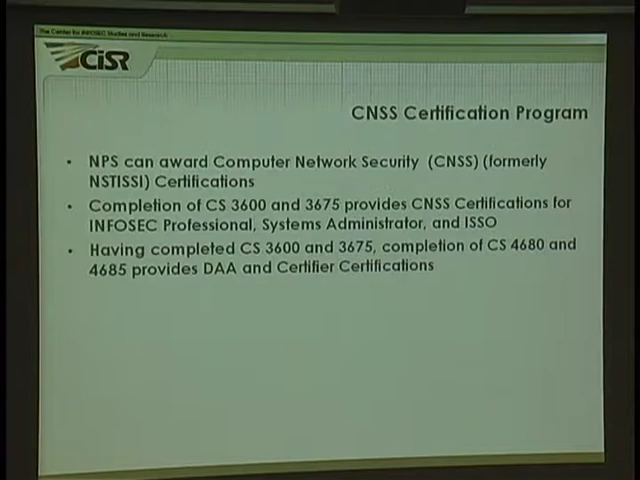 The Center for INFOSEC Studies and Research
CISR
CNSS Certification Program
• NPS can award Computer Network Security (CNSS) (formerly
NSTISSI) Certifications
• Completion of CS 3600 and 3675 provides CNSS Certifications for
INFOSEC Professional, Systems Administrator, and ISSO
• Having completed CS 3600 and 3675, completion of CS 4680 and
4685 provides DAA and Certifier Certifications